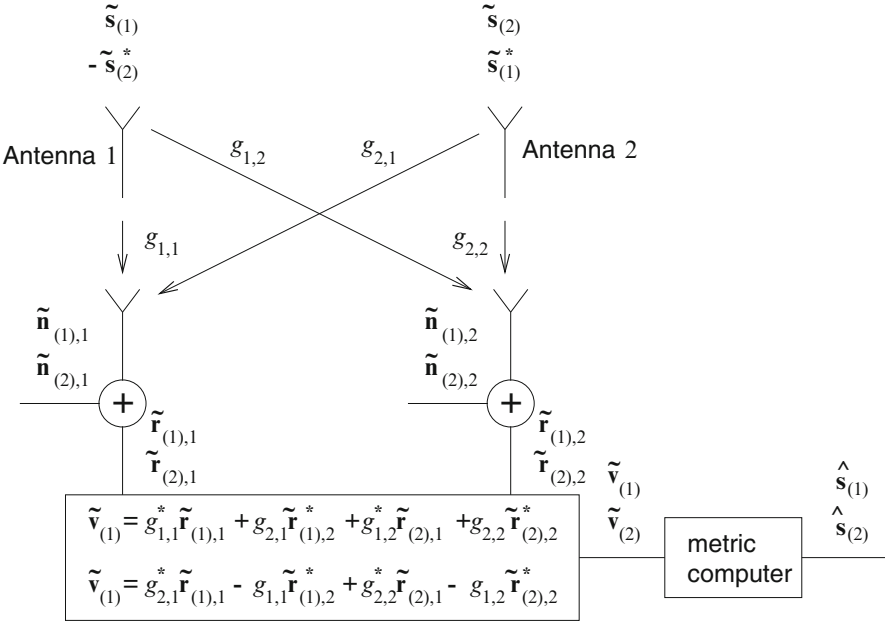 s̃(1) s̃(2)
- s̃*(2) s̃*(1)
Antenna 1 g1,2 g2,1 Antenna 2
g1,1 g2,2
ñ(1),1 ñ(1),2
ñ(2),1 ñ(2),2
+ +
r̃(1),1 r̃(1),2
r̃(2),1 r̃(2),2
ṽ(1) ŝ(1)
ṽ(2) ŝ(2)
ṽ(1) = g*1,1 r̃(1),1 + g2,1 r̃*(1),2 + g*1,2 r̃(2),1 + g2,2 r̃*(2),2
ṽ(1) = g*2,1 r̃(1),1 - g1,1 r̃*(1),2 + g*2,2 r̃(2),1 - g1,2 r̃*(2),2
metric
computer